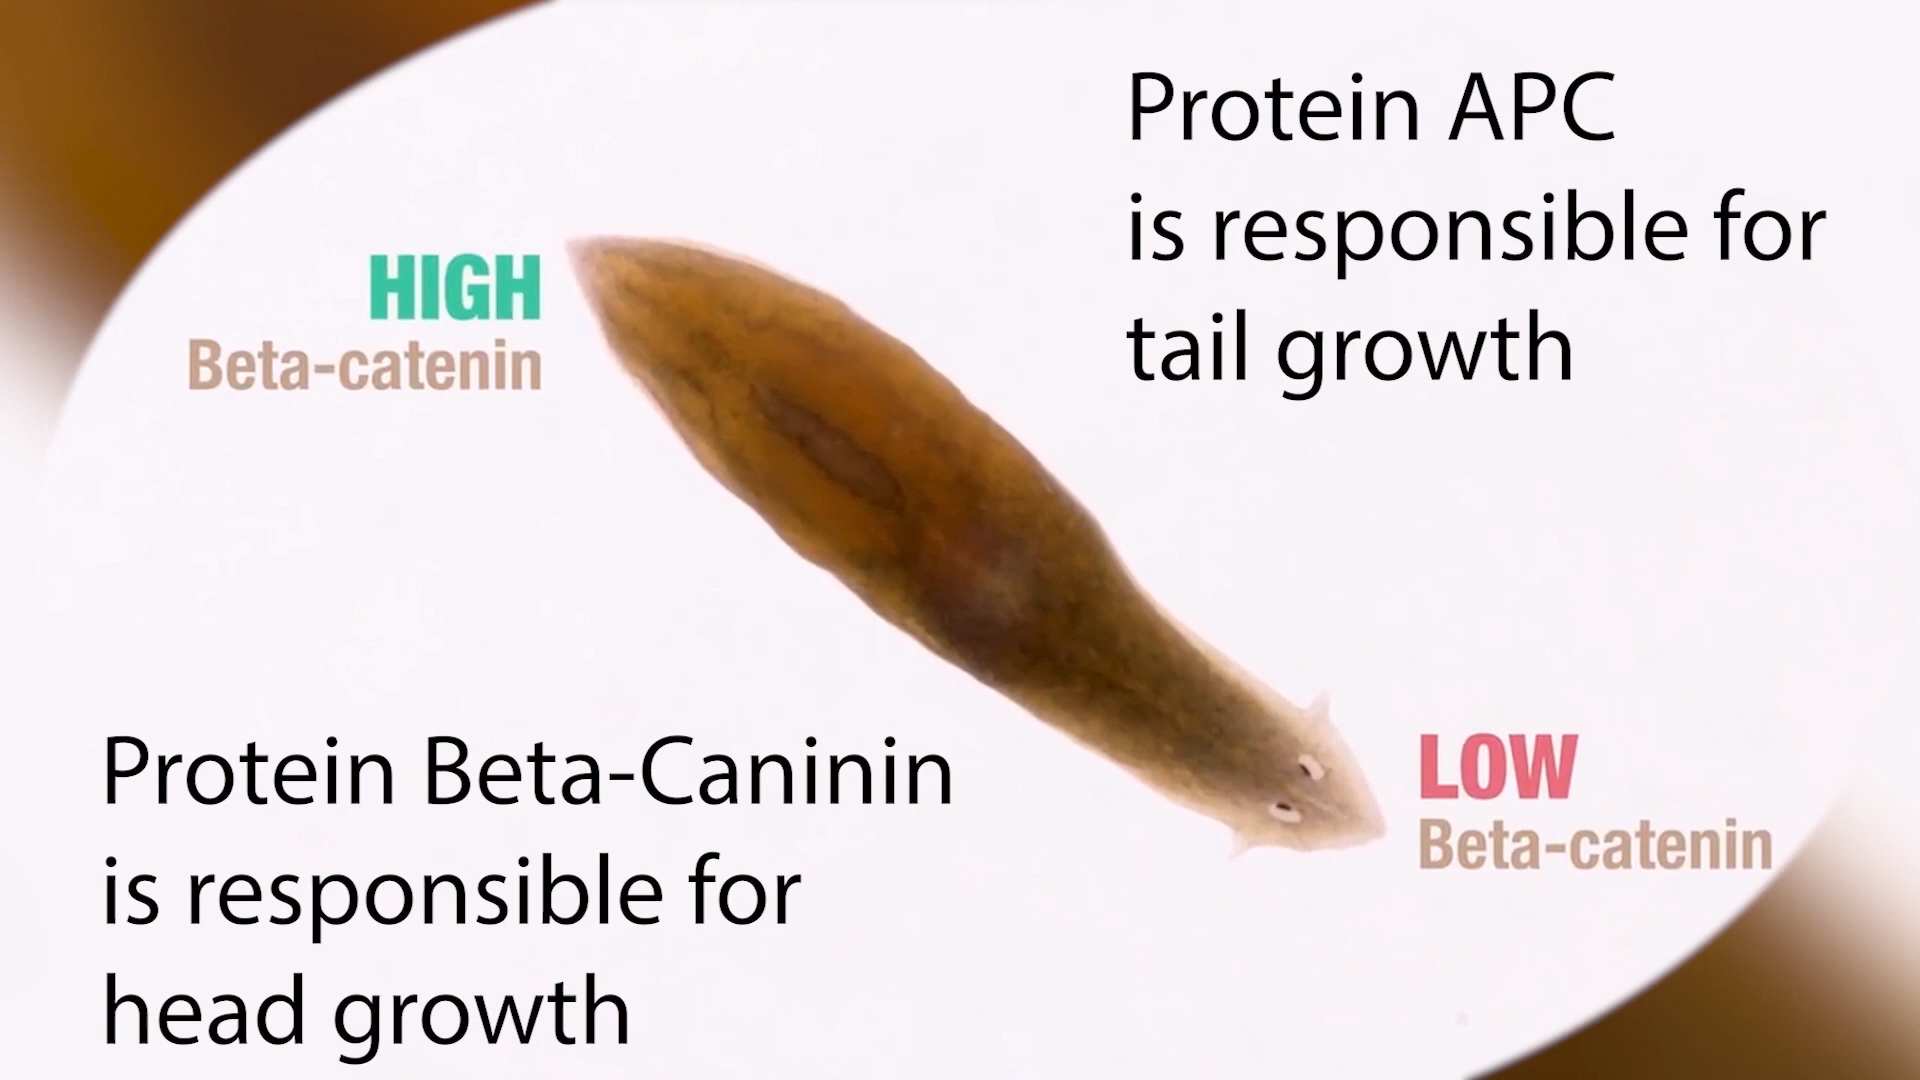 Protein APC
is responsible for
tail growth
HIGH
Beta-catenin
Protein Beta-Caninin
is responsible for
head growth
LOW
Beta-catenin